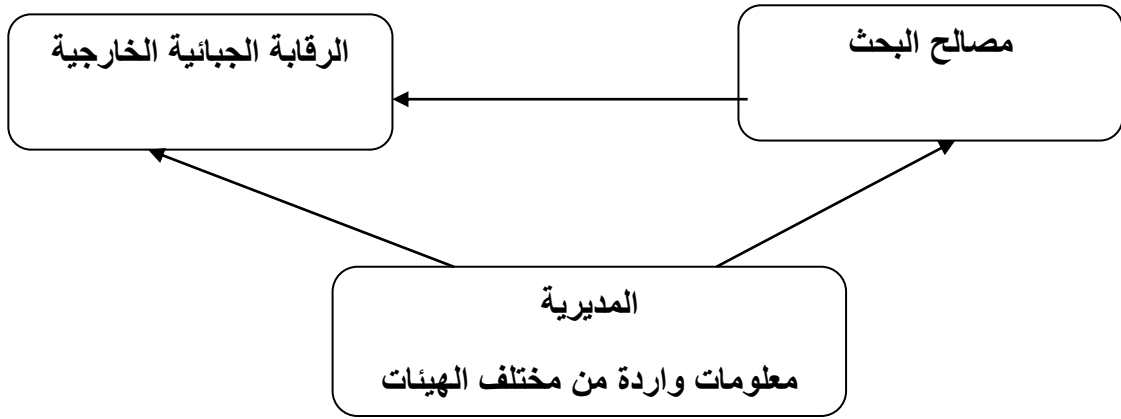 مصالح البحث
الرقابة الجبائية الخارجية
المديرية
معلومات واردة من مختلف الهيئات